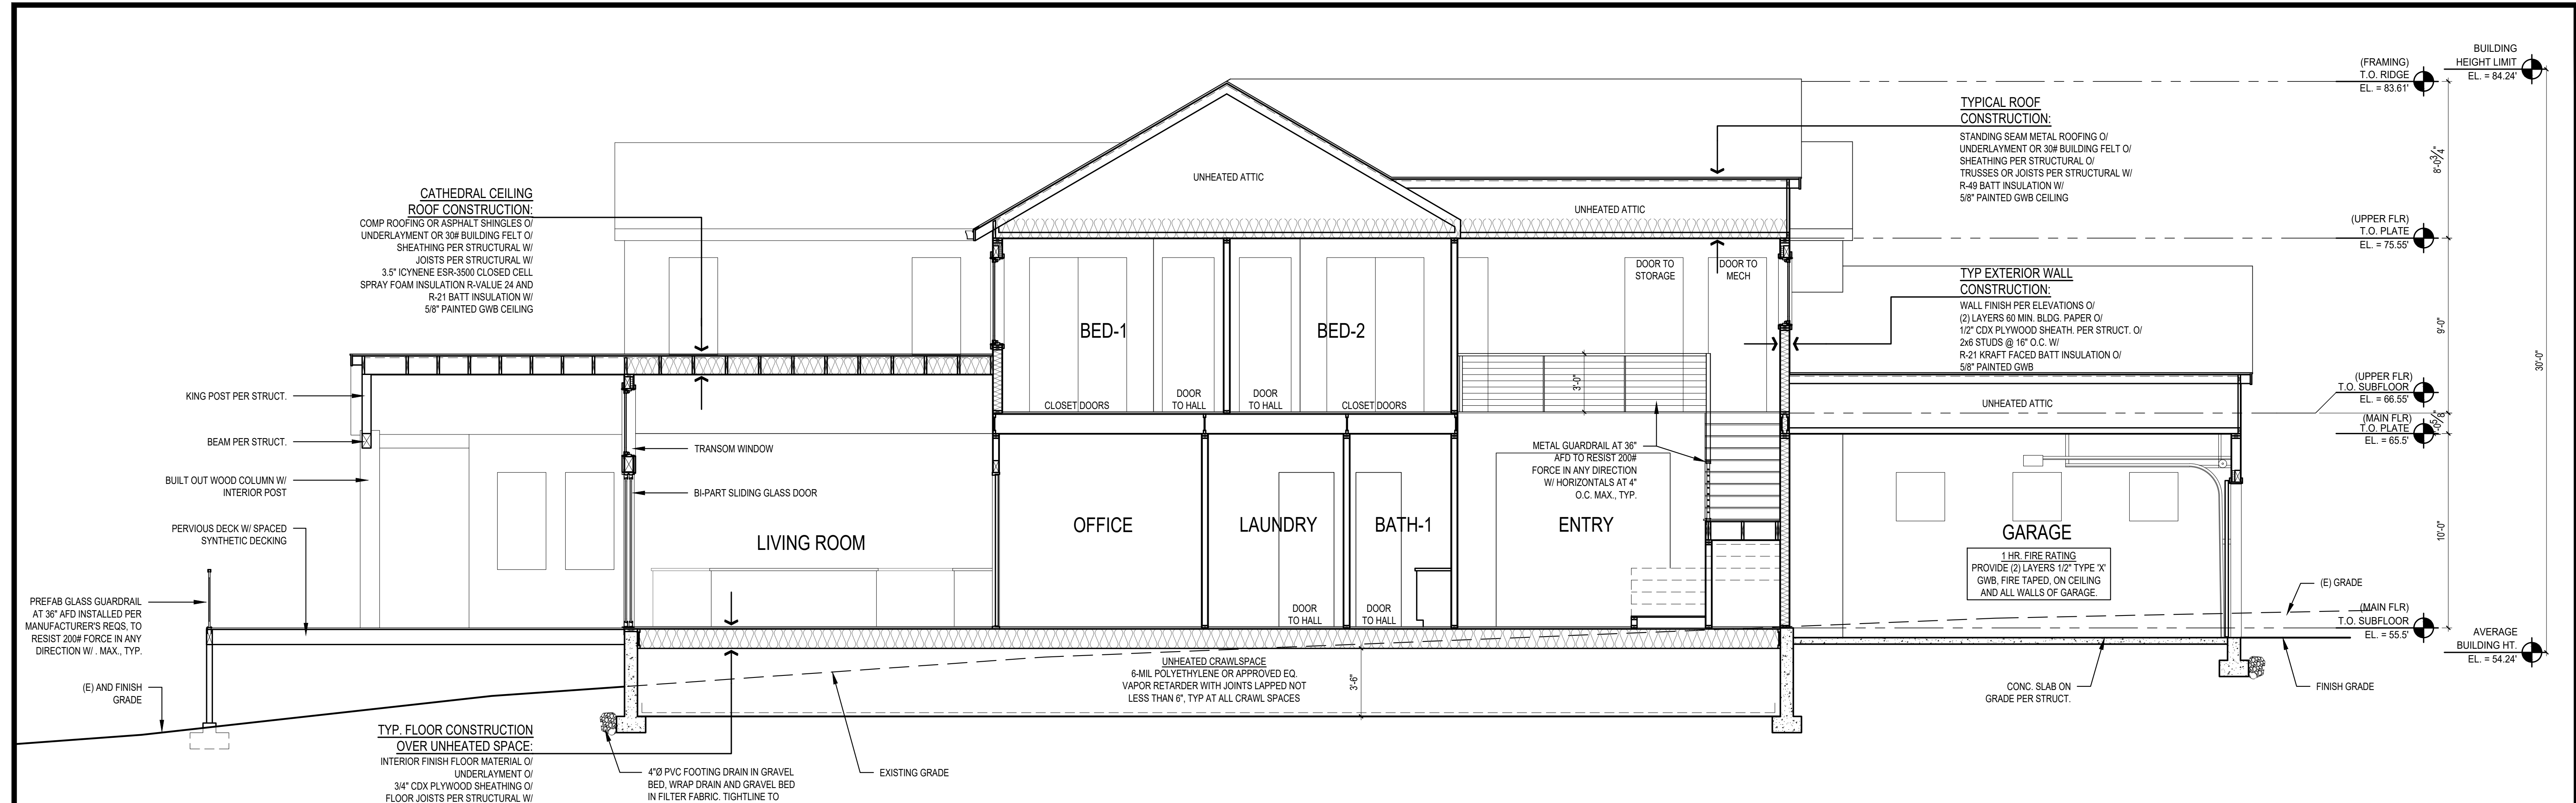 BUILDING
HEIGHT LIMIT
EL. = 84.24'
(FRAMING)
T.O. RIDGE
EL. = 83.61'
TYPICAL ROOF
CONSTRUCTION:
STANDING SEAM METAL ROOFING O/
UNDERLAYMENT OR 30# BUILDING FELT O/
SHEATHING PER STRUCTURAL O/
TRUSSES OR JOISTS PER STRUCTURAL W/
R-49 BATT INSULATION W/
5/8" PAINTED GWB CEILING
8'-0 3/4"
UNHEATED ATTIC
UNHEATED ATTIC
CATHEDRAL CEILING
ROOF CONSTRUCTION:
COMP ROOFING OR ASPHALT SHINGLES O/
UNDERLAYMENT OR 30# BUILDING FELT O/
SHEATHING PER STRUCTURAL W/
JOISTS PER STRUCTURAL W/
3.5" ICYNENE ESR-3500 CLOSED CELL
SPRAY FOAM INSULATION R-VALUE 24 AND
R-21 BATT INSULATION W/
5/8" PAINTED GWB CEILING
(UPPER FLR)
T.O. PLATE
EL. = 75.55'
DOOR TO
STORAGE
DOOR TO
MECH
TYP EXTERIOR WALL
CONSTRUCTION:
WALL FINISH PER ELEVATIONS O/
(2) LAYERS 60 MIN. BLDG. PAPER O/
1/2" CDX PLYWOOD SHEATH. PER STRUCT. O/
2x6 STUDS @ 16" O.C. W/
R-21 KRAFT FACED BATT INSULATION O/
5/8" PAINTED GWB
9'-0"
30'-0"
BED-1
BED-2
KING POST PER STRUCT.
BEAM PER STRUCT.
BUILT OUT WOOD COLUMN W/
INTERIOR POST
PERVIOUS DECK W/ SPACED
SYNTHETIC DECKING
CLOSET DOORS
DOOR
TO HALL
DOOR
TO HALL
CLOSET DOORS
3'-0"
(UPPER FLR)
T.O. SUBFLOOR
EL. = 66.55'
UNHEATED ATTIC
(MAIN FLR)
T.O. PLATE
EL. = 65.5'
TRANSOM WINDOW
BI-PART SLIDING GLASS DOOR
METAL GUARDRAIL AT 36"
AFD TO RESIST 200#
FORCE IN ANY DIRECTION
W/ HORIZONTALS AT 4"
O.C. MAX., TYP.
LIVING ROOM
OFFICE
LAUNDRY
BATH-1
ENTRY
GARAGE
1 HR. FIRE RATING
PROVIDE (2) LAYERS 1/2" TYPE 'X'
GWB, FIRE TAPED, ON CEILING
AND ALL WALLS OF GARAGE.
10'-0"
(E) GRADE
PREFAB GLASS GUARDRAIL
AT 36" AFD INSTALLED PER
MANUFACTURER'S REQS, TO
RESIST 200# FORCE IN ANY
DIRECTION W/ . MAX., TYP.
DOOR
TO HALL
DOOR
TO HALL
(MAIN FLR)
T.O. SUBFLOOR
EL. = 55.5'
AVERAGE
BUILDING HT.
EL. = 54.24'
UNHEATED CRAWLSPACE
6-MIL POLYETHYLENE OR APPROVED EQ.
VAPOR RETARDER WITH JOINTS LAPPED NOT
LESS THAN 6", TYP AT ALL CRAWL SPACES
3'-6"
(E) AND FINISH
GRADE
CONC. SLAB ON
GRADE PER STRUCT.
FINISH GRADE
TYP. FLOOR CONSTRUCTION
OVER UNHEATED SPACE:
INTERIOR FINISH FLOOR MATERIAL O/
UNDERLAYMENT O/
3/4" CDX PLYWOOD SHEATHING O/
FLOOR JOISTS PER STRUCTURAL W/
4"Ø PVC FOOTING DRAIN IN GRAVEL
BED, WRAP DRAIN AND GRAVEL BED
IN FILTER FABRIC. TIGHTLINE TO
EXISTING GRADE